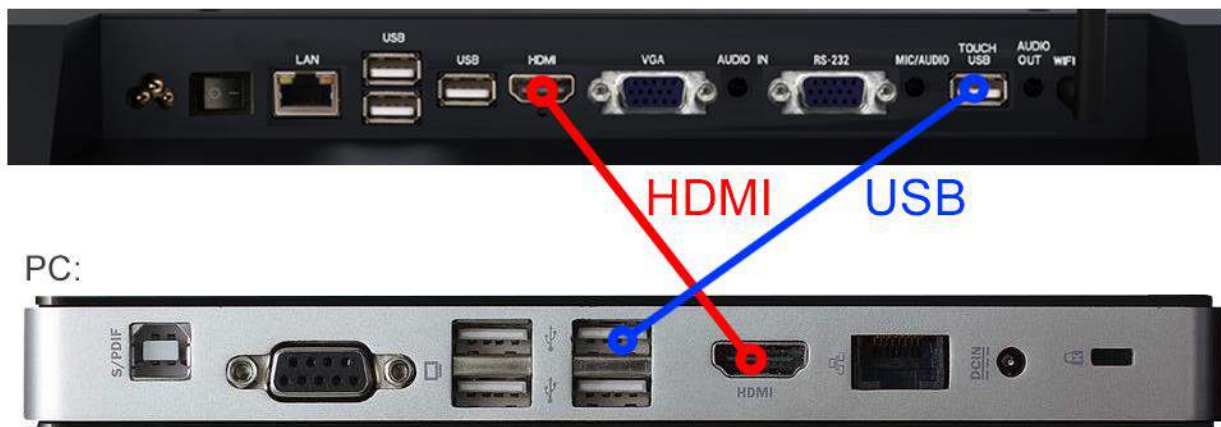 USB
LAN
USB
HDMI
VGA
AUDIO IN
RS-232
MIC/AUDIO
TOUCH
USB
AUDIO
OUT
WIFI
HDMI
USB
PC:
S/PDIF
HDMI
DCIN